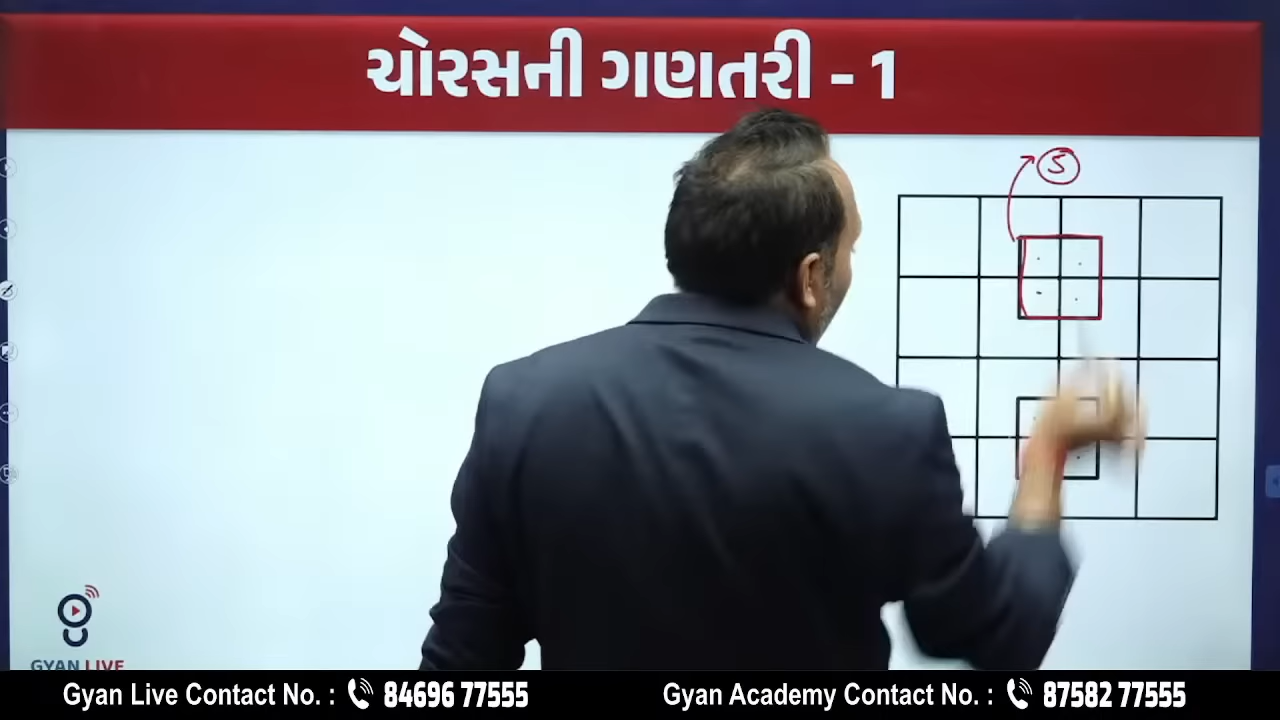 ચોરસની ગણતરી - 1
5
GYAN LIVE
Gyan Live Contact No. : 84696 77555
Gyan Academy Contact No. : 87582 77555